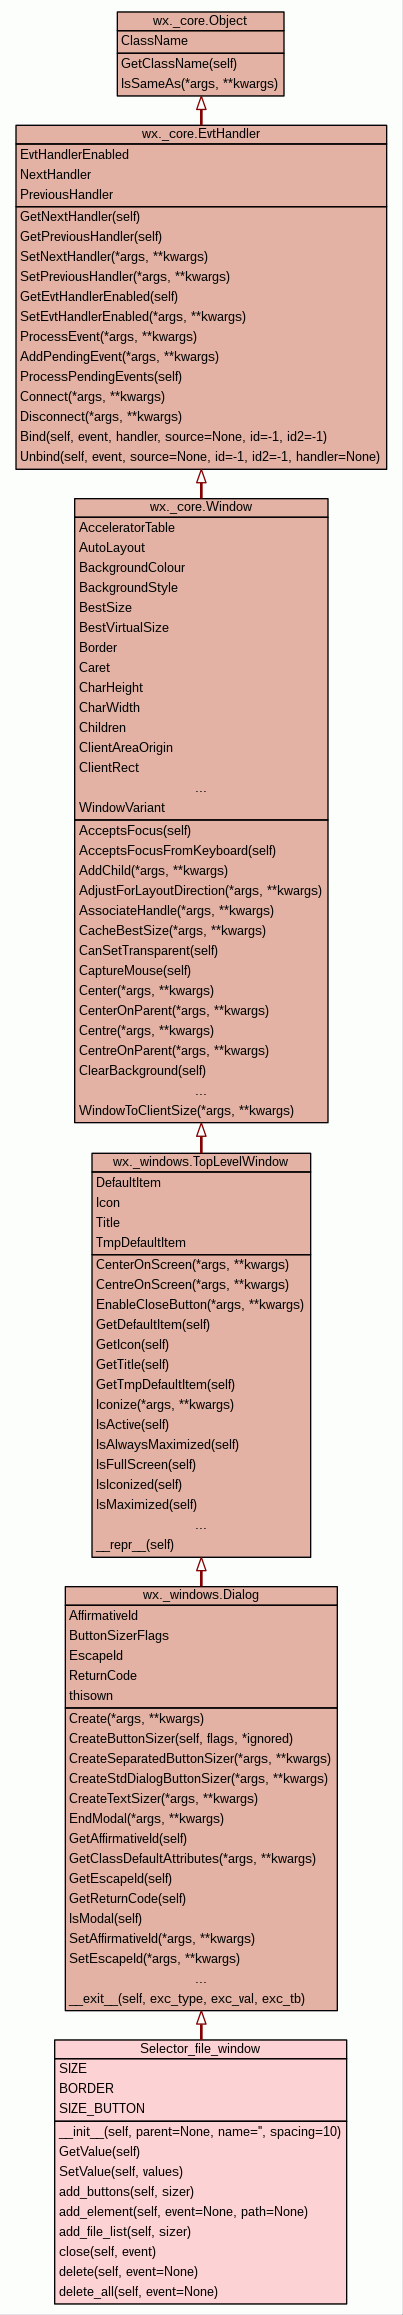 wx._core.Object
ClassName
GetClassName(self)
IsSameAs(*args, **kwargs)
wx._core.EvtHandler
EvtHandlerEnabled
NextHandler
PreviousHandler
GetNextHandler(self)
GetPreviousHandler(self)
SetNextHandler(*args, **kwargs)
SetPreviousHandler(*args, **kwargs)
GetEvtHandlerEnabled(self)
SetEvtHandlerEnabled(*args, **kwargs)
ProcessEvent(*args, **kwargs)
AddPendingEvent(*args, **kwargs)
ProcessPendingEvents(self)
Connect(*args, **kwargs)
Disconnect(*args, **kwargs)
Bind(self, event, handler, source=None, id=-1, id2=-1)
Unbind(self, event, source=None, id=-1, id2=-1, handler=None)
wx._core.Window
AcceleratorTable
AutoLayout
BackgroundColour
BackgroundStyle
BestSize
BestVirtualSize
Border
Caret
CharHeight
CharWidth
Children
ClientAreaOrigin
ClientRect
...
WindowVariant
AcceptsFocus(self)
AcceptsFocusFromKeyboard(self)
AddChild(*args, **kwargs)
AdjustForLayoutDirection(*args, **kwargs)
AssociateHandle(*args, **kwargs)
CacheBestSize(*args, **kwargs)
CanSetTransparent(self)
CaptureMouse(self)
Center(*args, **kwargs)
CenterOnParent(*args, **kwargs)
Centre(*args, **kwargs)
CentreOnParent(*args, **kwargs)
ClearBackground(self)
...
WindowToClientSize(*args, **kwargs)
wx._windows.TopLevelWindow
DefaultItem
Icon
Title
TmpDefaultItem
CenterOnScreen(*args, **kwargs)
CentreOnScreen(*args, **kwargs)
EnableCloseButton(*args, **kwargs)
GetDefaultItem(self)
GetIcon(self)
GetTitle(self)
GetTmpDefaultItem(self)
Iconize(*args, **kwargs)
IsActive(self)
IsAlwaysMaximized(self)
IsFullScreen(self)
IsIconized(self)
IsMaximized(self)
...
__repr__(self)
wx._windows.Dialog
AffirmativeId
ButtonSizerFlags
EscapeId
ReturnCode
thisown
Create(*args, **kwargs)
CreateButtonSizer(self, flags, *ignored)
CreateSeparatedButtonSizer(*args, **kwargs)
CreateStdDialogButtonSizer(*args, **kwargs)
CreateTextSizer(*args, **kwargs)
EndModal(*args, **kwargs)
GetAffirmativeId(self)
GetClassDefaultAttributes(*args, **kwargs)
GetEscapeId(self)
GetReturnCode(self)
IsModal(self)
SetAffirmativeId(*args, **kwargs)
SetEscapeId(*args, **kwargs)
...
__exit__(self, exc_type, exc_val, exc_tb)
Selector_file_window
SIZE
BORDER
SIZE_BUTTON
__init__(self, parent=None, name='', spacing=10)
GetValue(self)
SetValue(self, values)
add_buttons(self, sizer)
add_element(self, event=None, path=None)
add_file_list(self, sizer)
close(self, event)
delete(self, event=None)
delete_all(self, event=None)